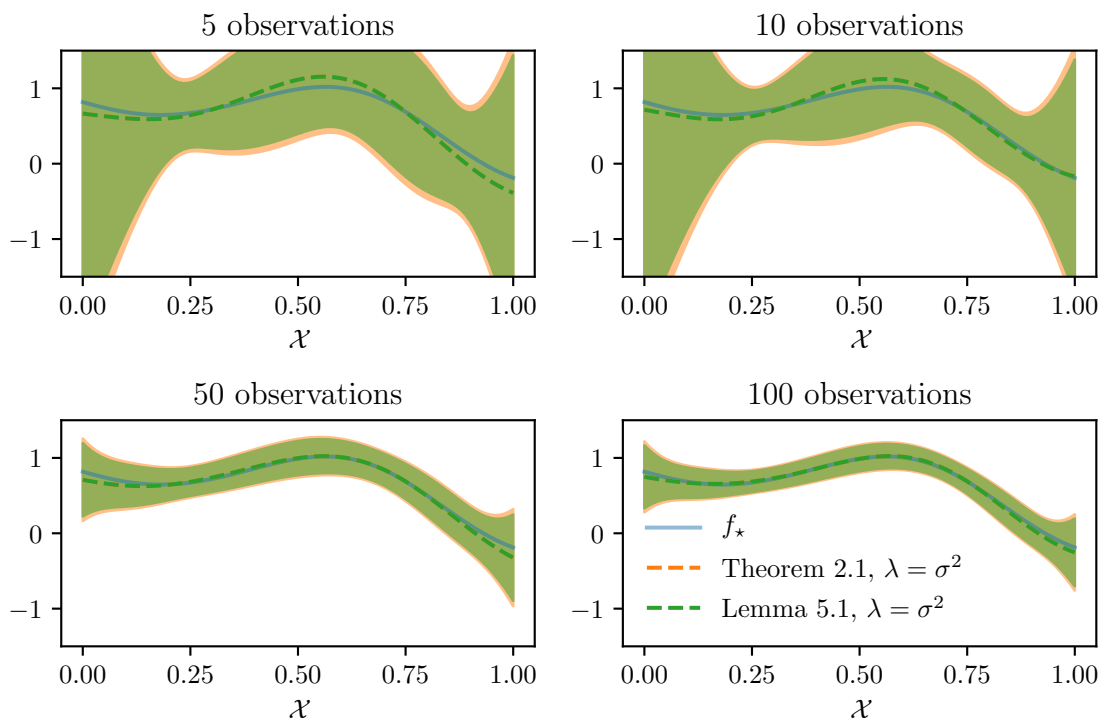 5 observations
1
0
−1
0.00 0.25 0.50 0.75 1.00
𝒳
10 observations
1
0
−1
0.00 0.25 0.50 0.75 1.00
𝒳
50 observations
1
0
−1
0.00 0.25 0.50 0.75 1.00
𝒳
100 observations
1
0
−1
f⋆
Theorem 2.1, λ = σ²
Lemma 5.1, λ = σ²
0.00 0.25 0.50 0.75 1.00
𝒳